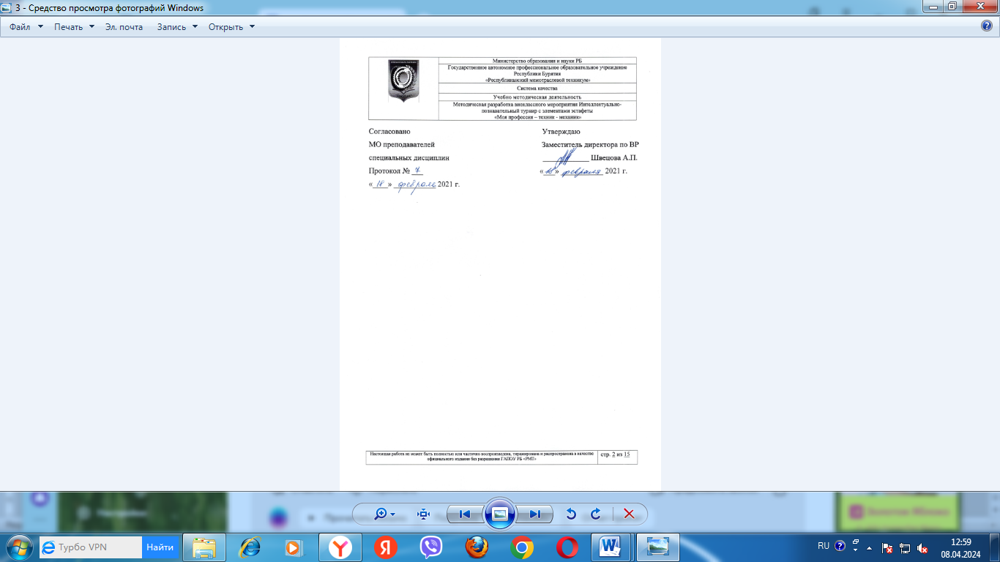 3 - Средство просмотра фотографий Windows
Файл Печать Эл. почта Запись Открыть
Министерство образования и науки РБ
Государственное автономное профессиональное образовательное учреждение
Республики Бурятия
«Республиканский межотраслевой техникум»
Система качества
Учебно методическая деятельность
Методическая разработка внеклассного мероприятия Интеллектуально-
познавательный турнир с элементами эстафеты
«Моя профессия – техник - механик»
Согласовано
МО преподавателей
специальных дисциплин
Протокол № 7
«18» февраля 2021 г.
Утверждаю
Заместитель директора по ВР
Швецова А.П.
«18» февраля 2021 г.
Настоящая работа не может быть полностью или частично воспроизведена, тиражирована и распространена в качестве
официального издания без разрешения ГАПОУ РБ «РМТ»
стр. 2 из 15
Турбо VPN Найти
RU
12:59
08.04.2024